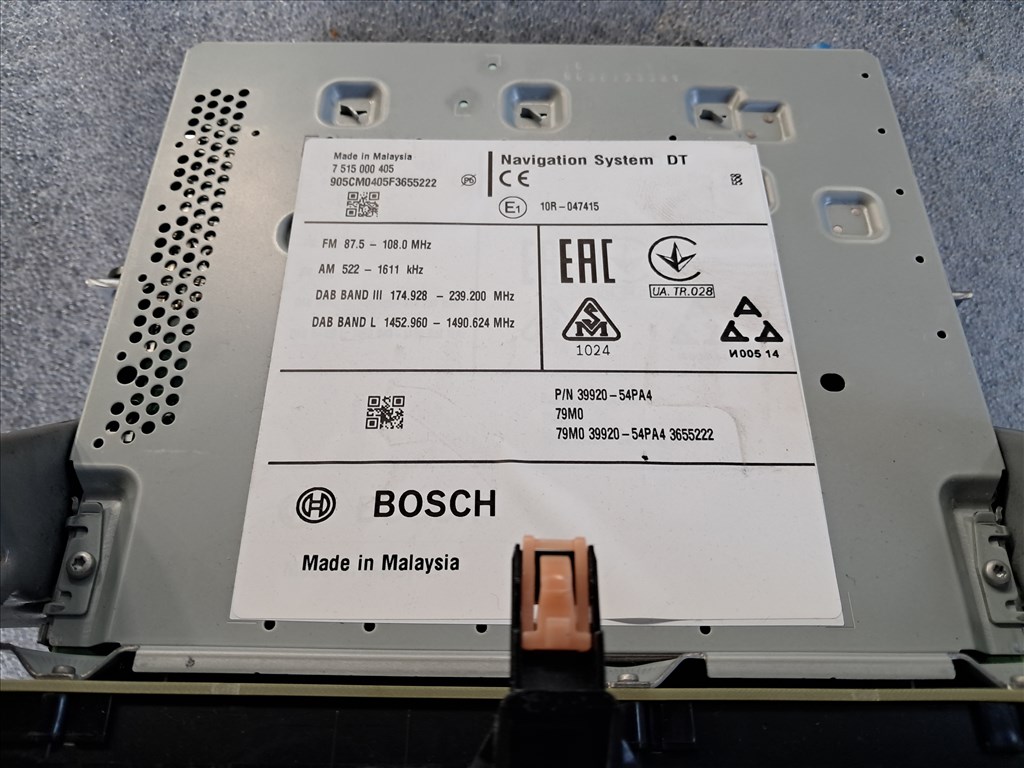 Made in Malaysia
7 515 000 405
905CM0405F3655222
Navigation System DT
CE
E1 10R-047415
FM 87.5 - 108.0 MHz
AM 522 - 1611 kHz
DAB BAND III 174.928 - 239.200 MHz
DAB BAND L 1452.960 - 1490.624 MHz
EAC
UA.TR.028
SM
1024
И005 14
P/N 39920-54PA4
79M0
79M0 39920-54PA4 3655222
BOSCH
Made in Malaysia